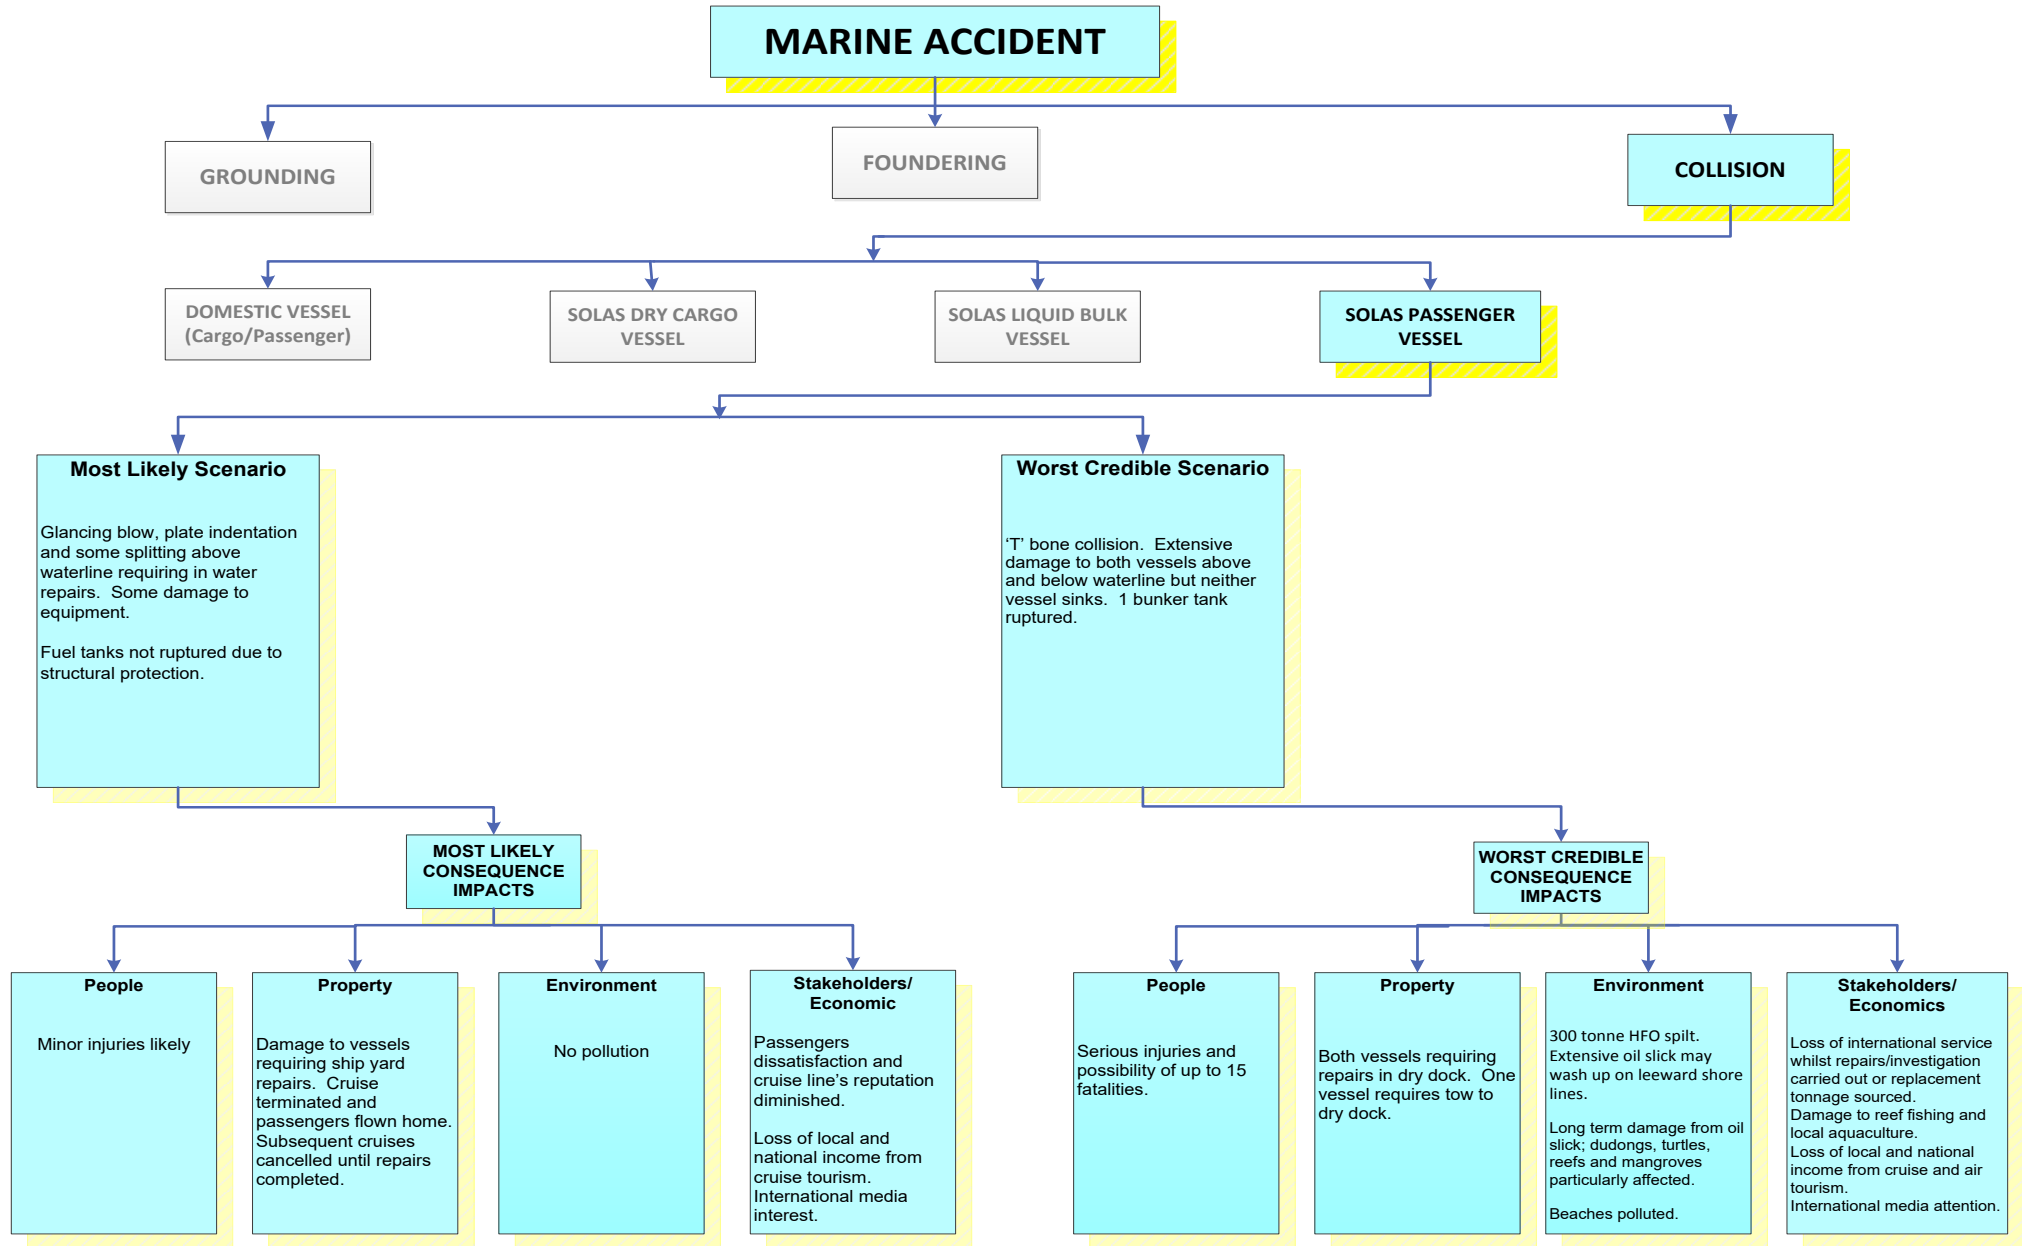 MARINE ACCIDENT
GROUNDING
FOUNDERING
COLLISION
DOMESTIC VESSEL
(Cargo/Passenger)
SOLAS DRY CARGO
VESSEL
SOLAS LIQUID BULK
VESSEL
SOLAS PASSENGER
VESSEL
Most Likely Scenario
Glancing blow, plate indentation
and some splitting above
waterline requiring in water
repairs.  Some damage to
equipment.
Fuel tanks not ruptured due to
structural protection.
Worst Credible Scenario
‘T’ bone collision.  Extensive
damage to both vessels above
and below waterline but neither
vessel sinks.  1 bunker tank
ruptured.
MOST LIKELY
CONSEQUENCE
IMPACTS
WORST CREDIBLE
CONSEQUENCE
IMPACTS
People
Minor injuries likely
Property
Damage to vessels
requiring ship yard
repairs.  Cruise
terminated and
passengers flown home.
Subsequent cruises
cancelled until repairs
completed.
Environment
No pollution
Stakeholders/
Economic
Passengers
dissatisfaction and
cruise line’s reputation
diminished.
Loss of local and
national income from
cruise tourism.
International media
interest.
People
Serious injuries and
possibility of up to 15
fatalities.
Property
Both vessels requiring
repairs in dry dock.  One
vessel requires tow to
dry dock.
Environment
300 tonne HFO spilt.
Extensive oil slick may
wash up on leeward shore
lines.
Long term damage from oil
slick; dudongs, turtles,
reefs and mangroves
particularly affected.
Beaches polluted.
Stakeholders/
Economics
Loss of international service
whilst repairs/investigation
carried out or replacement
tonnage sourced.
Damage to reef fishing and
local aquaculture.
Loss of local and national
income from cruise and air
tourism.
International media attention.